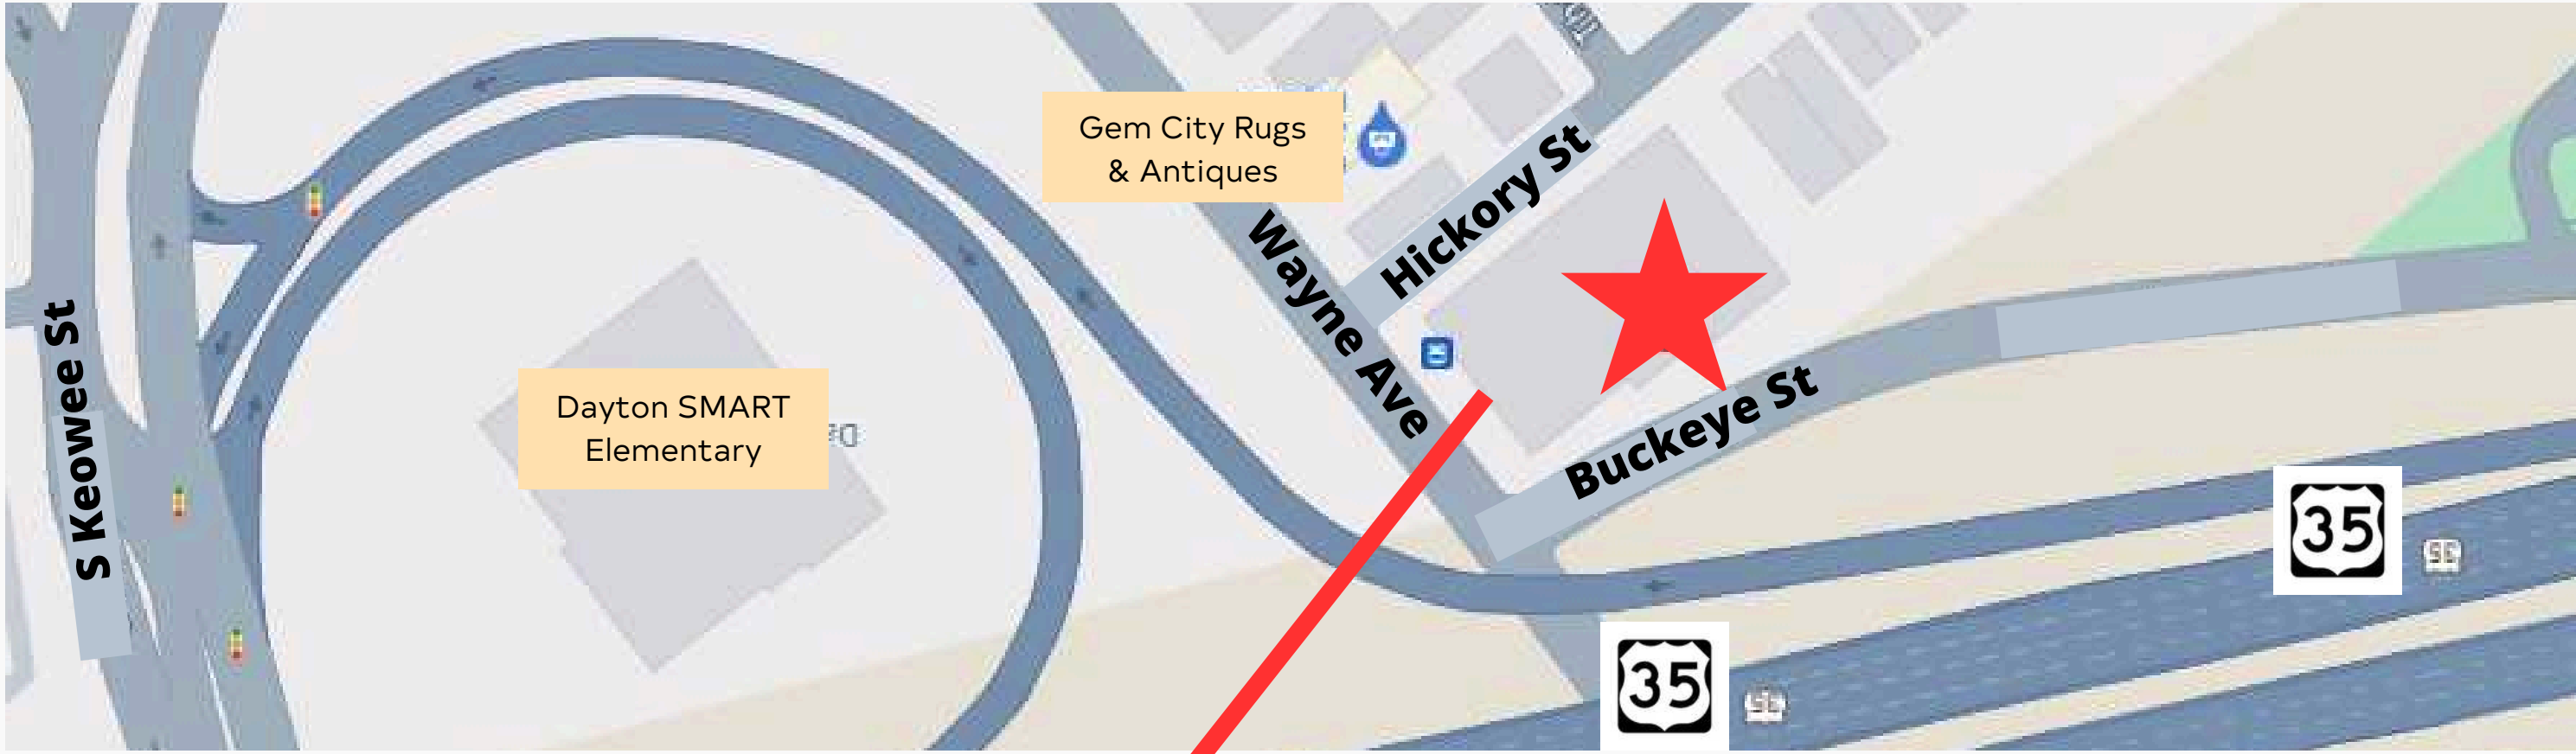 Gem City Rugs
& Antiques
Hickory St
Wayne Ave
S Keowee St
Dayton SMART
Elementary
Buckeye St
35
35